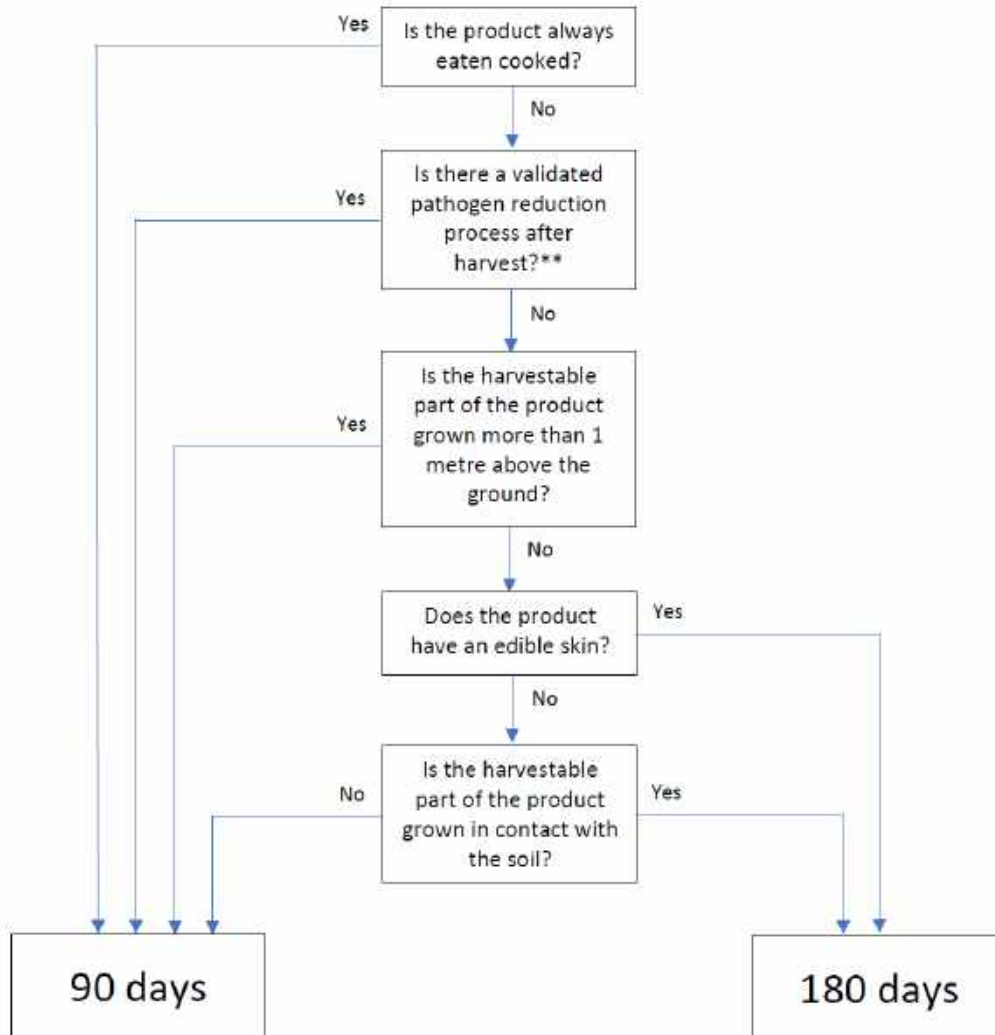 Yes
Is the product always
eaten cooked?
No
Yes
Is there a validated
pathogen reduction
process after
harvest?**
No
Yes
Is the harvestable
part of the product
grown more than 1
metre above the
ground?
No
Does the product
have an edible skin?
Yes
No
No
Is the harvestable
part of the product
grown in contact with
the soil?
Yes
90 days
180 days